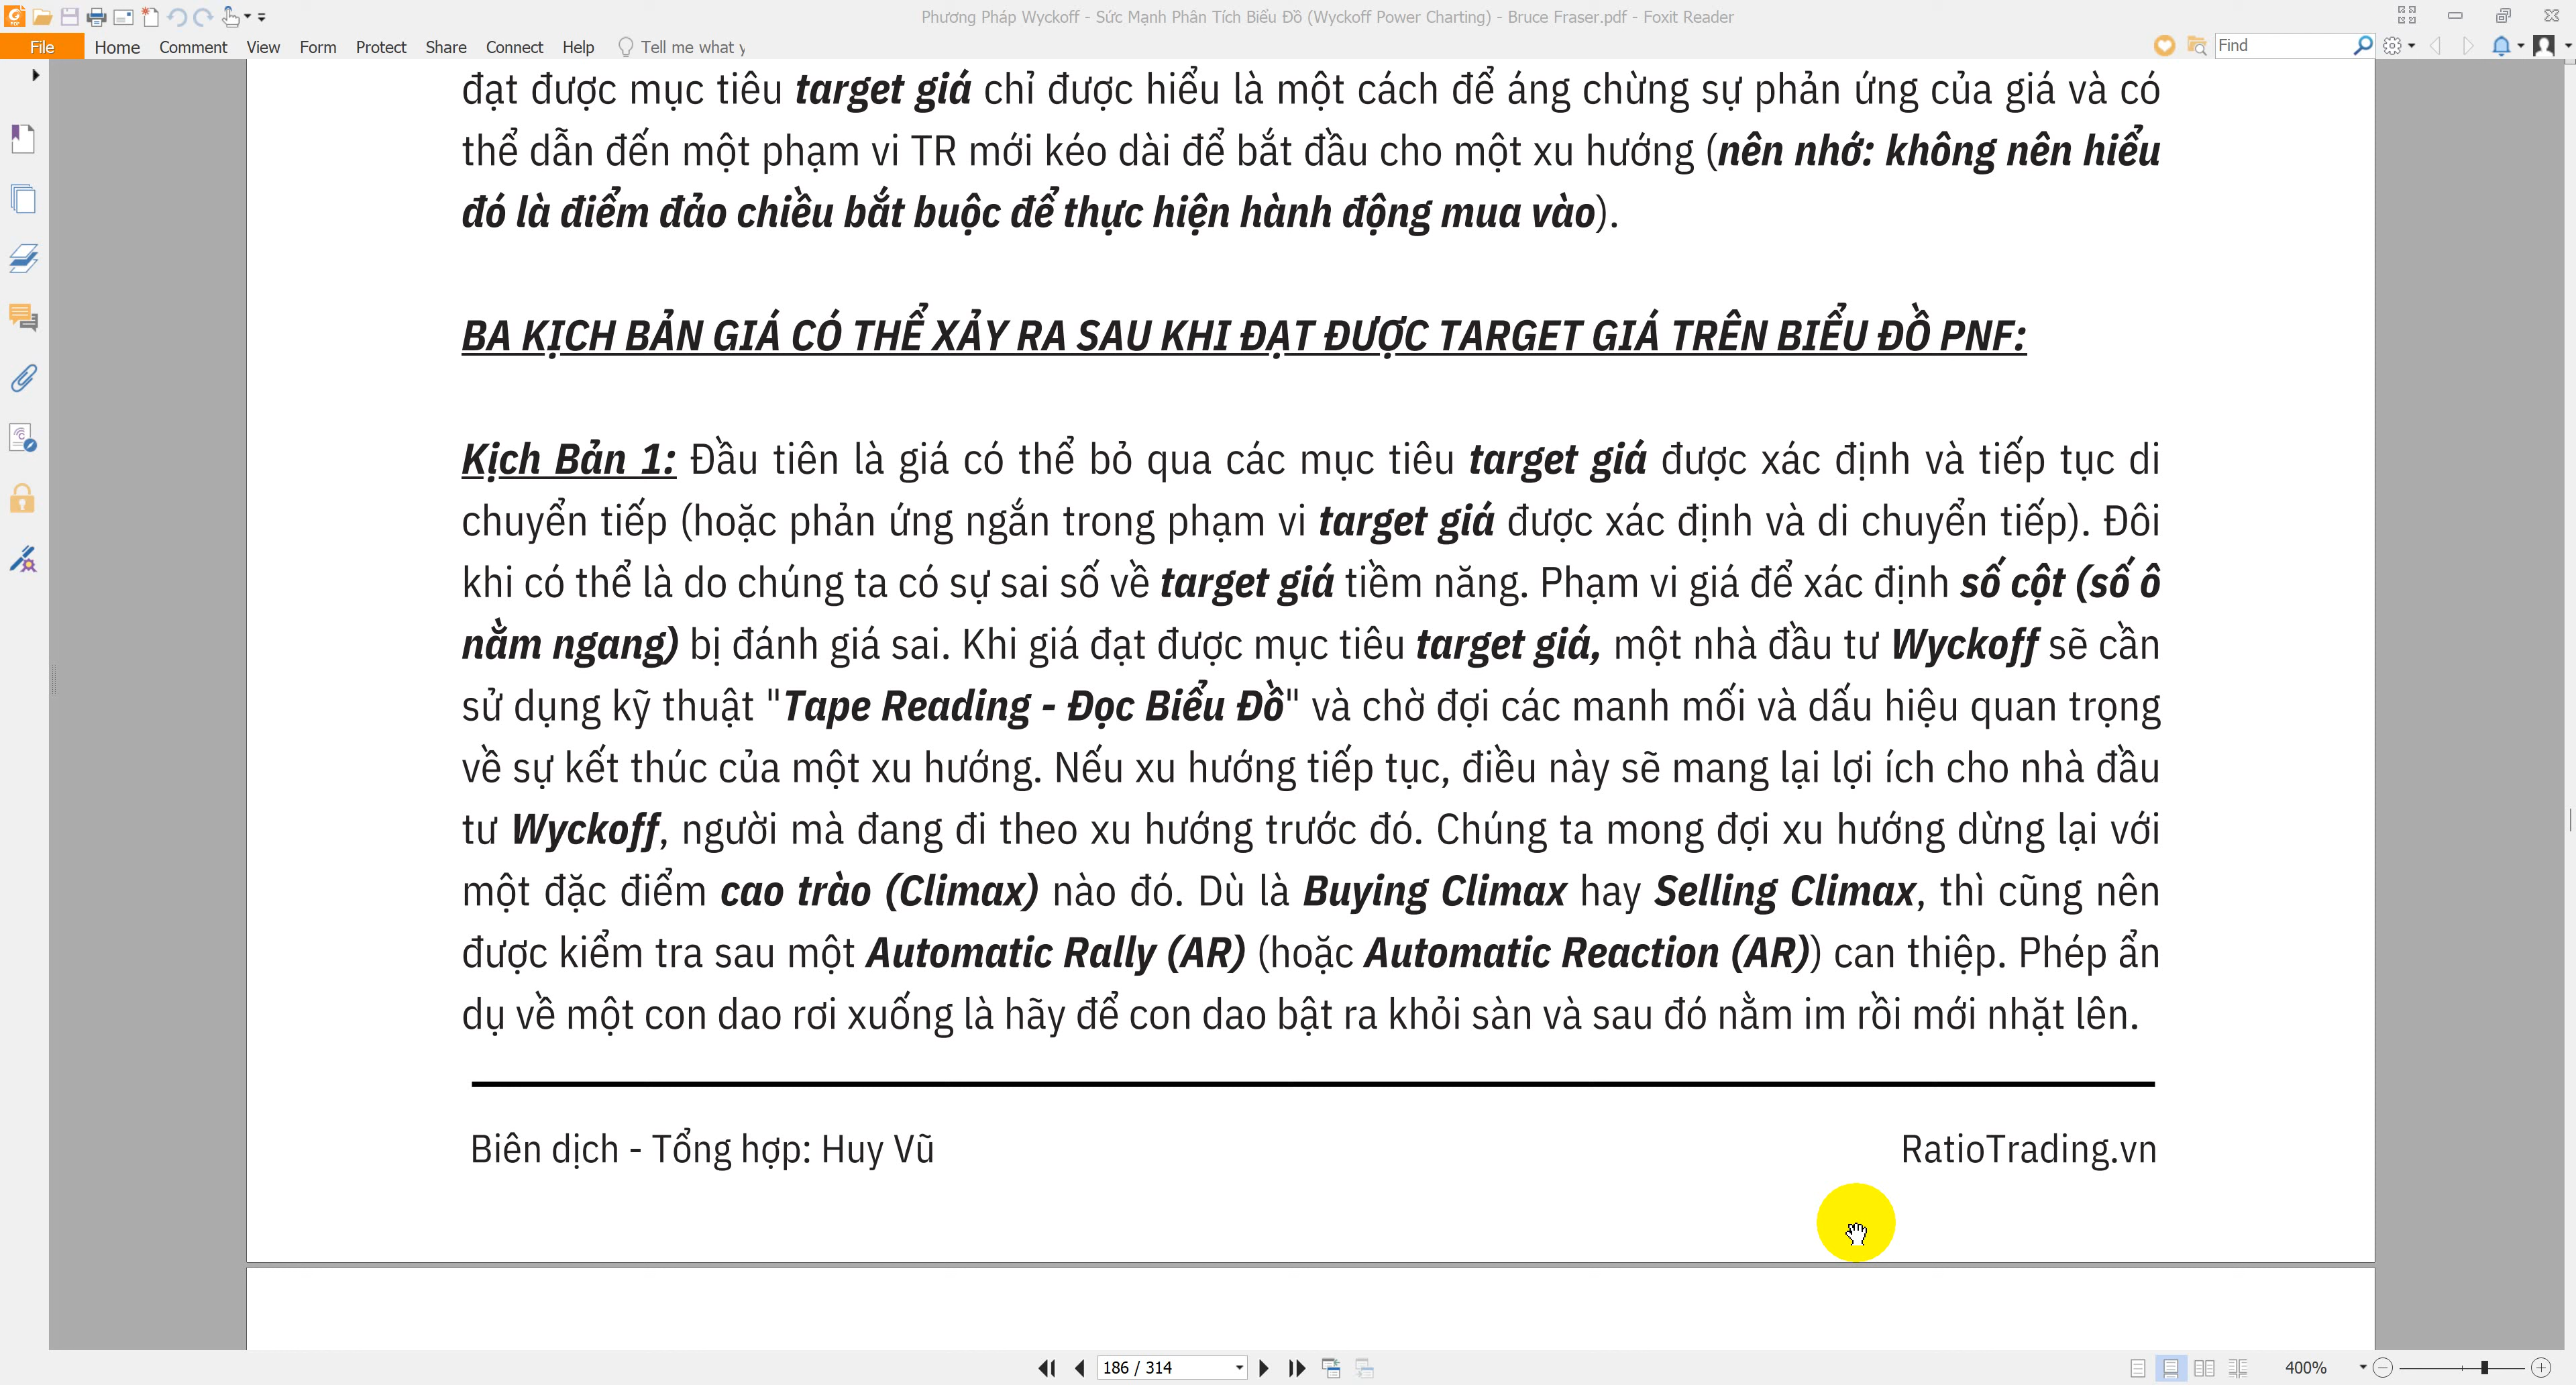 Phương Pháp Wyckoff - Sức Mạnh Phân Tích Biểu Đồ (Wyckoff Power Charting) - Bruce Fraser.pdf - Foxit Reader
File Home Comment View Form Protect Share Connect Help Tell me what y Find
đạt được mục tiêu target giá chỉ được hiểu là một cách để áng chừng sự phản ứng của giá và có
thể dẫn đến một phạm vi TR mới kéo dài để bắt đầu cho một xu hướng (nên nhớ: không nên hiểu
đó là điểm đảo chiều bắt buộc để thực hiện hành động mua vào).
BA KỊCH BẢN GIÁ CÓ THỂ XẢY RA SAU KHI ĐẠT ĐƯỢC TARGET GIÁ TRÊN BIỂU ĐỒ PNF:
Kịch Bản 1: Đầu tiên là giá có thể bỏ qua các mục tiêu target giá được xác định và tiếp tục di
chuyển tiếp (hoặc phản ứng ngắn trong phạm vi target giá được xác định và di chuyển tiếp). Đôi
khi có thể là do chúng ta có sự sai số về target giá tiềm năng. Phạm vi giá để xác định số cột (số ô
nằm ngang) bị đánh giá sai. Khi giá đạt được mục tiêu target giá, một nhà đầu tư Wyckoff sẽ cần
sử dụng kỹ thuật "Tape Reading - Đọc Biểu Đồ" và chờ đợi các manh mối và dấu hiệu quan trọng
về sự kết thúc của một xu hướng. Nếu xu hướng tiếp tục, điều này sẽ mang lại lợi ích cho nhà đầu
tư Wyckoff, người mà đang đi theo xu hướng trước đó. Chúng ta mong đợi xu hướng dừng lại với
một đặc điểm cao trào (Climax) nào đó. Dù là Buying Climax hay Selling Climax, thì cũng nên
được kiểm tra sau một Automatic Rally (AR) (hoặc Automatic Reaction (AR)) can thiệp. Phép ẩn
dụ về một con dao rơi xuống là hãy để con dao bật ra khỏi sàn và sau đó nằm im rồi mới nhặt lên.
Biên dịch - Tổng hợp: Huy Vũ RatioTrading.vn
186 / 314 400%